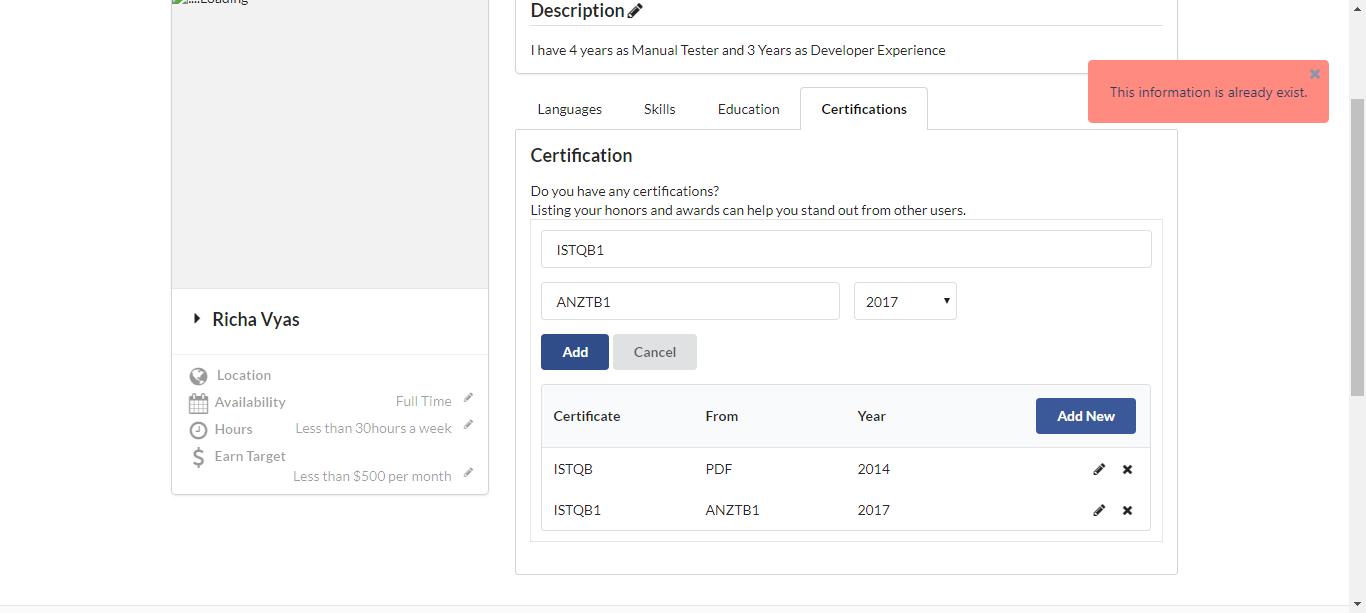 ....Loading
Description
I have 4 years as Manual Tester and 3 Years as Developer Experience
This information is already exist.
Languages Skills Education Certifications
Certification
Do you have any certifications?
Listing your honors and awards can help you stand out from other users.
ISTQB1
ANZTB1 2017
Add Cancel
Certificate From Year Add New
ISTQB PDF 2014
ISTQB1 ANZTB1 2017
Richa Vyas
Location
Availability Full Time
Hours Less than 30hours a week
Earn Target
Less than $500 per month